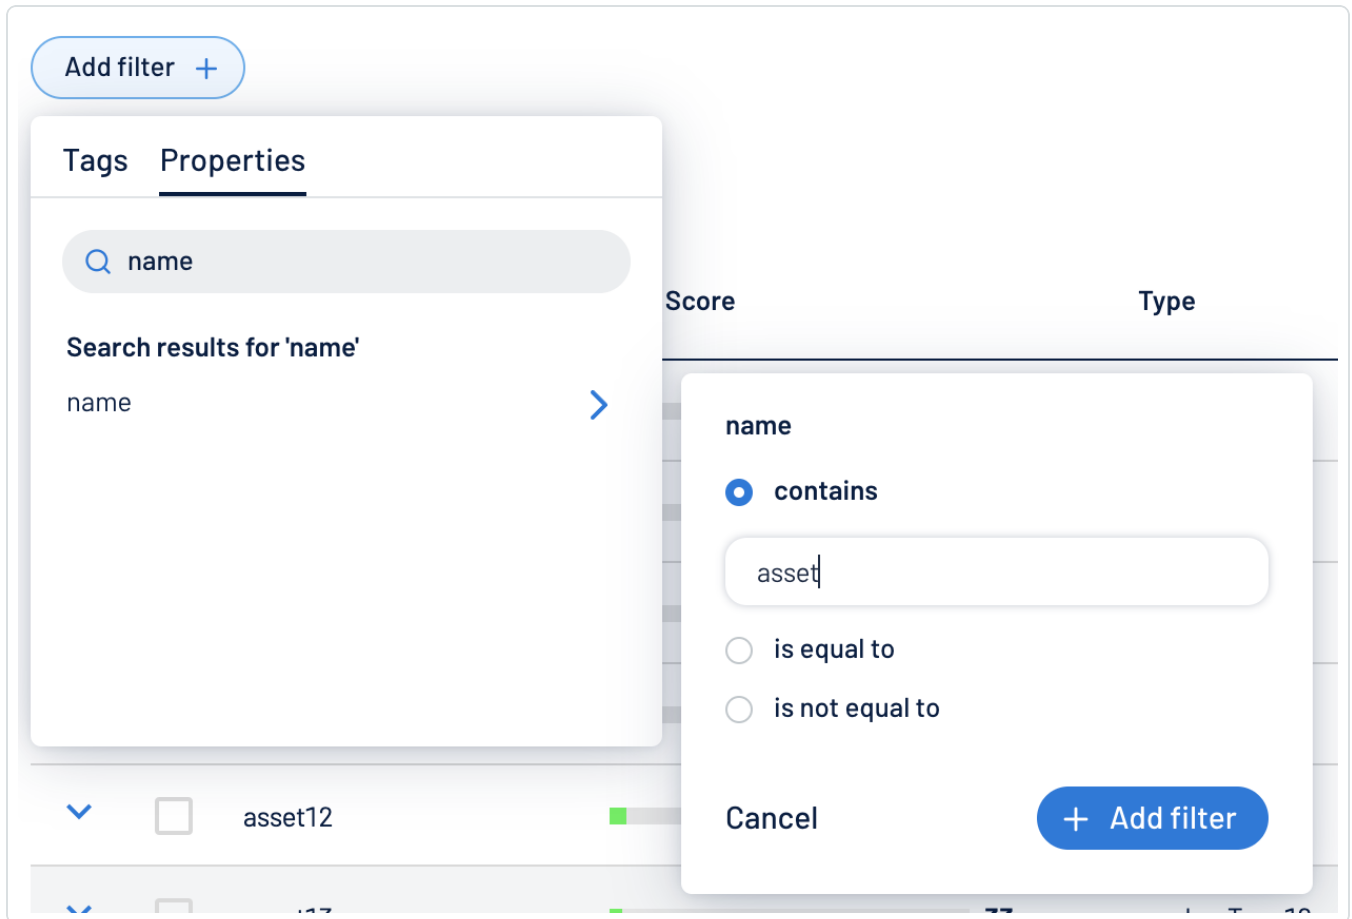 Add filter +
Tags Properties
name
Search results for 'name'
name
Score Type
name
contains
asset
is equal to
is not equal to
asset12
Cancel
+ Add filter